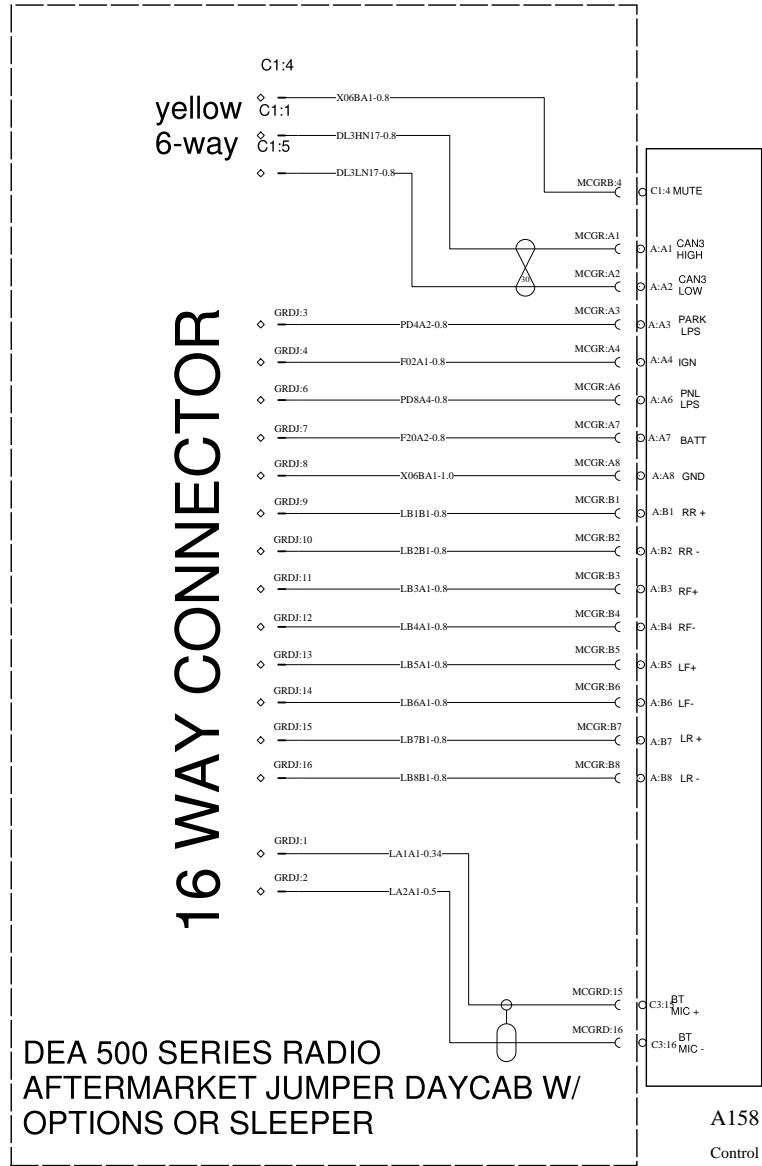 C1:4
yellow
6-way
X06BA1-0.8
C1:1
DL3HN17-0.8
C1:5
DL3LN17-0.8
MCGRB:4
C1:4 MUTE
MCGR:A1
A:A1 CAN3
HIGH
30
MCGR:A2
A:A2 CAN3
LOW
16 WAY CONNECTOR
GRDJ:3
PD4A2-0.8
MCGR:A3
A:A3 PARK
LPS
GRDJ:4
F02A1-0.8
MCGR:A4
A:A4 IGN
GRDJ:6
PD8A4-0.8
MCGR:A6
A:A6 PNL
LPS
GRDJ:7
F20A2-0.8
MCGR:A7
A:A7 BATT
GRDJ:8
X06BA1-1.0
MCGR:A8
A:A8 GND
GRDJ:9
LB1B1-0.8
MCGR:B1
A:B1 RR +
GRDJ:10
LB2B1-0.8
MCGR:B2
A:B2 RR -
GRDJ:11
LB3A1-0.8
MCGR:B3
A:B3 RF+
GRDJ:12
LB4A1-0.8
MCGR:B4
A:B4 RF-
GRDJ:13
LB5A1-0.8
MCGR:B5
A:B5 LF+
GRDJ:14
LB6A1-0.8
MCGR:B6
A:B6 LF-
GRDJ:15
LB7B1-0.8
MCGR:B7
A:B7 LR +
GRDJ:16
LB8B1-0.8
MCGR:B8
A:B8 LR -
GRDJ:1
LA1A1-0.34
GRDJ:2
LA2A1-0.5
MCGRD:15
C3:15 BT
MIC +
MCGRD:16
C3:16 BT
MIC -
DEA 500 SERIES RADIO
AFTERMARKET JUMPER DAYCAB W/
OPTIONS OR SLEEPER
A158
Control